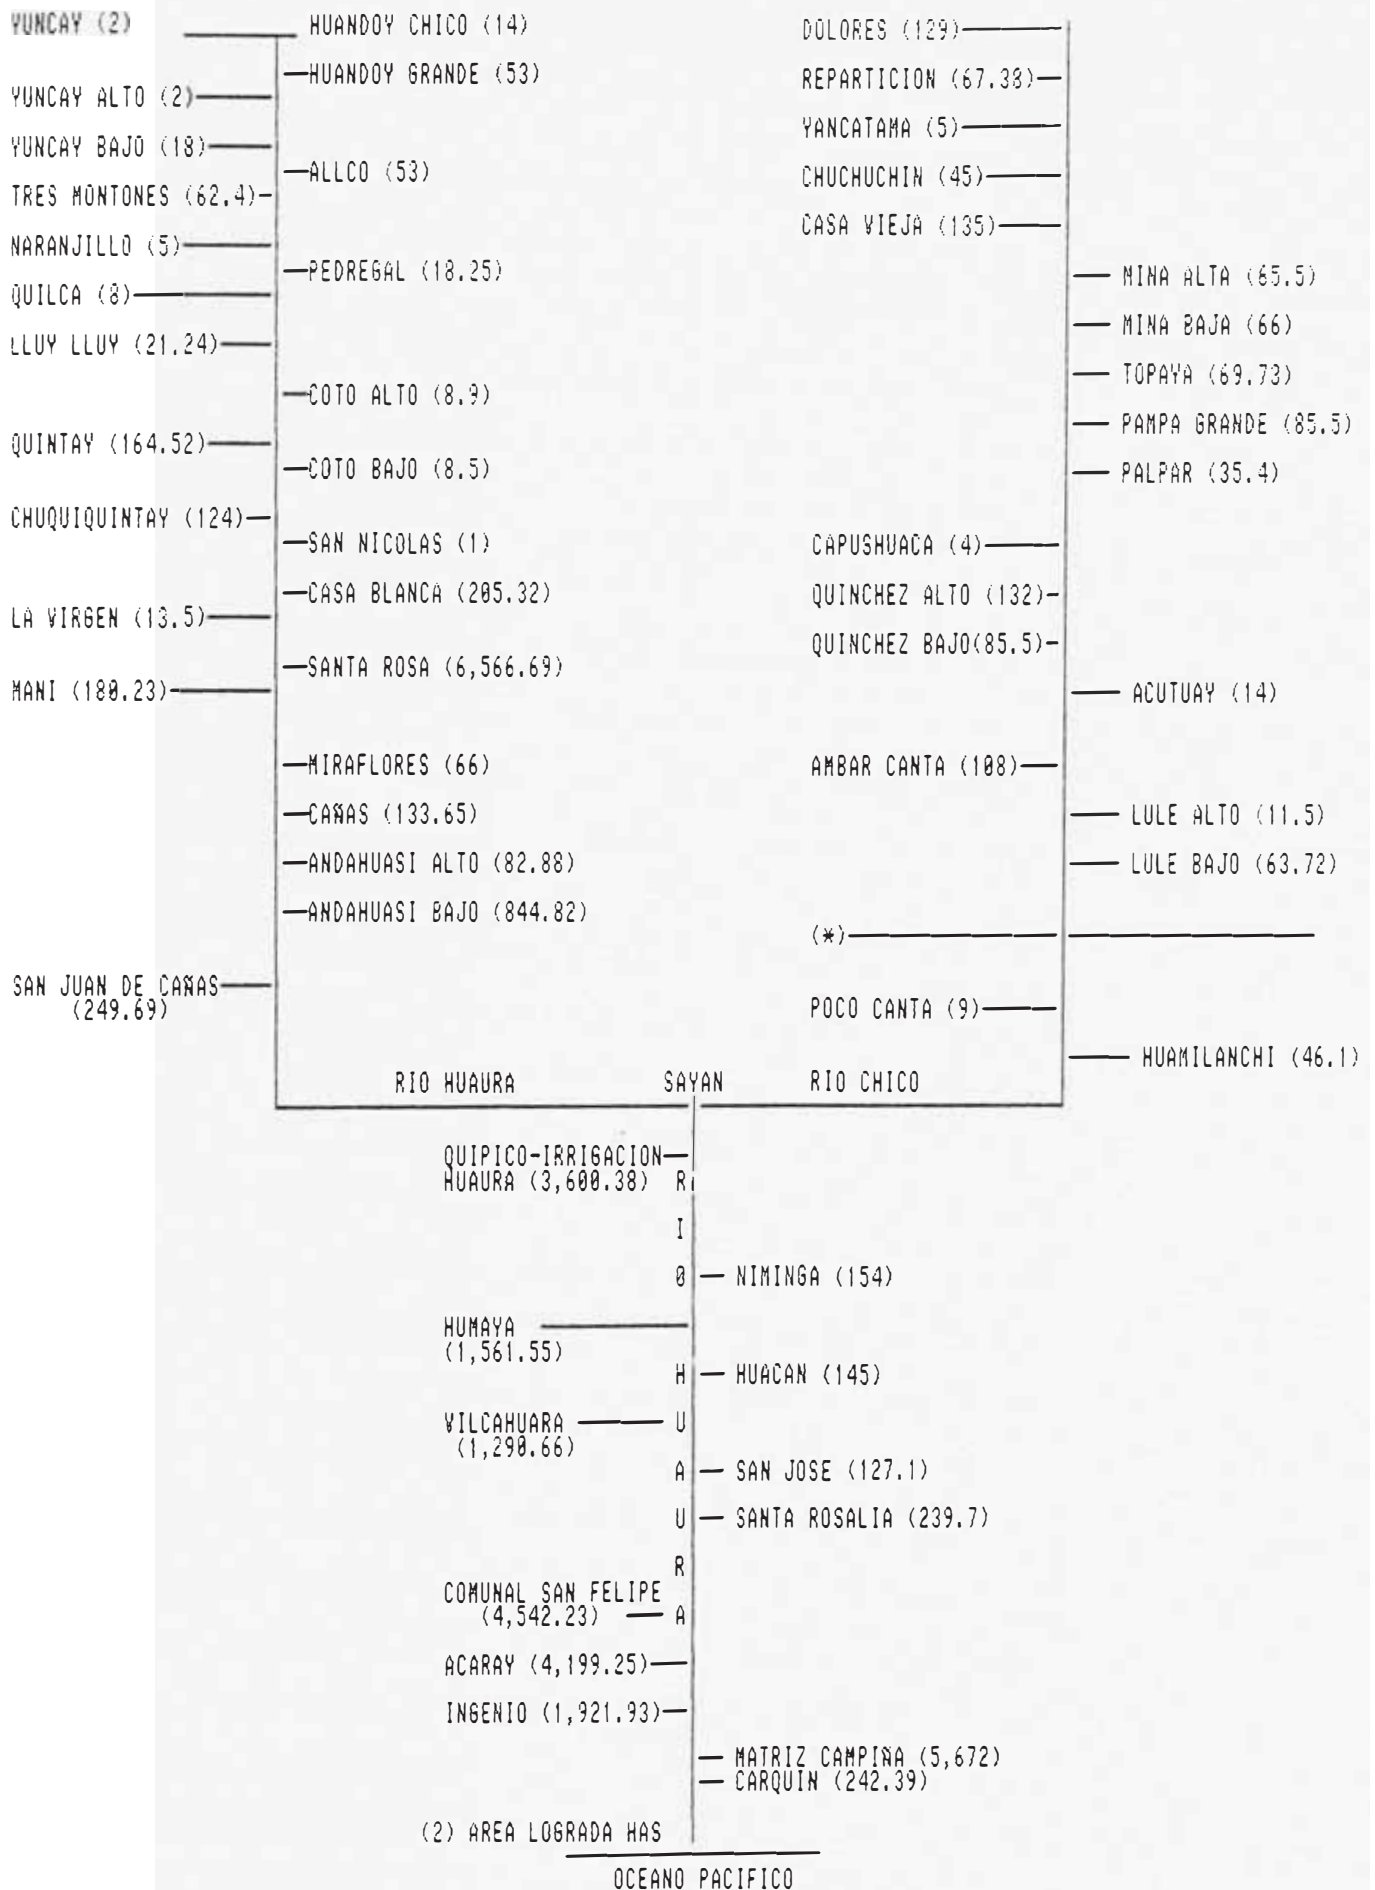 YUNCAY (2)
HUANDOY CHICO (14)
HUANDOY GRANDE (53)
YUNCAY ALTO (2)
YUNCAY BAJO (18)
ALLCO (53)
TRES MONTONES (62.4)
NARANJILLO (5)
PEDREGAL (18.25)
QUILCA (8)
LLUY LLUY (21.24)
COTO ALTO (8.9)
QUINTAY (164.52)
COTO BAJO (8.5)
CHUQUIQUINTAY (124)
SAN NICOLAS (1)
CASA BLANCA (205.32)
LA VIRGEN (13.5)
SANTA ROSA (6,566.69)
MANI (180.23)
MIRAFLORES (66)
CAÑAS (133.65)
ANDAHUASI ALTO (82.88)
ANDAHUASI BAJO (844.82)
SAN JUAN DE CAÑAS
(249.69)
DOLORES (129)
REPARTICION (67.38)
YANCATAMA (5)
CHUCHUCHIN (45)
CASA VIEJA (135)
MINA ALTA (65.5)
MINA BAJA (66)
TOPAYA (69.73)
PAMPA GRANDE (85.5)
PALPAR (35.4)
CAPUSHUACA (4)
QUINCHEZ ALTO (132)
QUINCHEZ BAJO(85.5)
ACUTUAY (14)
AMBAR CANTA (108)
LULE ALTO (11.5)
LULE BAJO (63.72)
(*)
POCO CANTA (9)
HUAMILANCHI (46.1)
RIO HUAURA SAYAN RIO CHICO
QUIPICO-IRRIGACION
HUAURA (3,600.38)
RIO HUAURA
NIMINGA (154)
HUMAYA
(1,561.55)
HUACAN (145)
VILCAHUARA
(1,290.66)
SAN JOSE (127.1)
SANTA ROSALIA (239.7)
COMUNAL SAN FELIPE
(4,542.23)
ACARAY (4,199.25)
INGENIO (1,921.93)
MATRIZ CAMPIÑA (5,672)
CARQUIN (242.39)
(2) AREA LOGRADA HAS
OCEANO PACIFICO